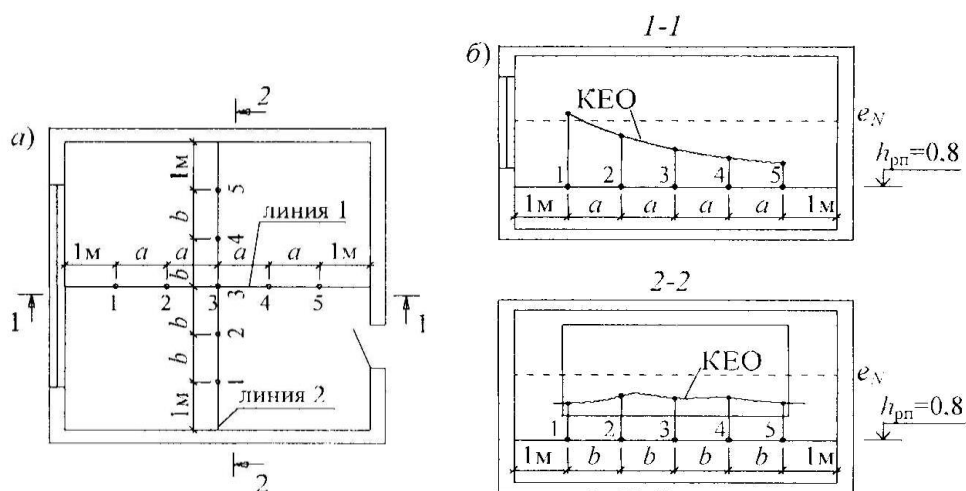 а)
2
1м
5
b
линия 1
4
1м a a a a 1м
b
1 2 3 3 4 5
1 1
b
2
b
1
1м
линия 2
2
б)
1-1
КЕО
e_N
h_рп=0.8
1 2 3 4 5
1м a a a a 1м
2-2
КЕО
e_N
h_рп=0.8
1 2 3 4 5
1м b b b b 1м